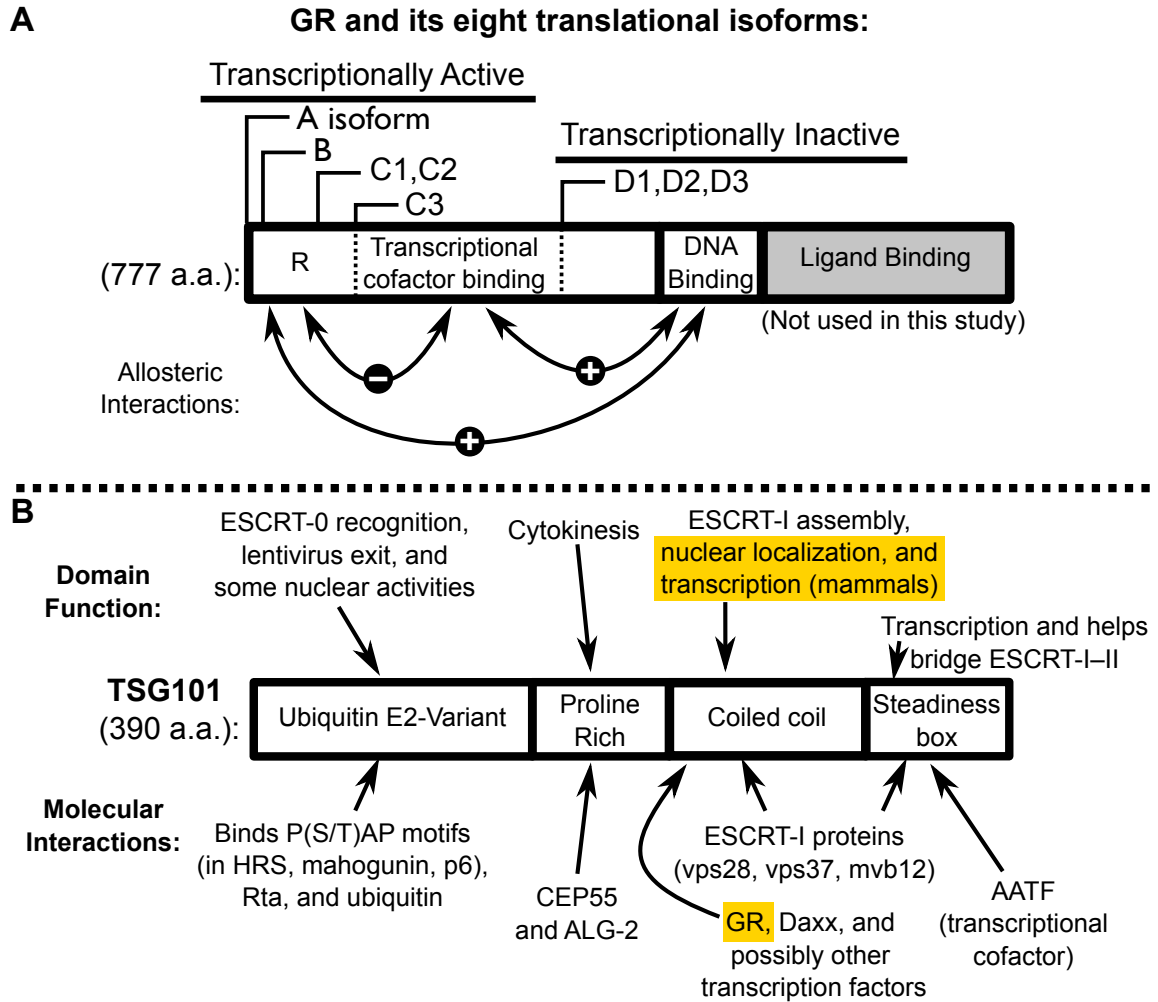 A
GR and its eight translational isoforms:
Transcriptionally Active
A isoform
B
C1,C2
C3
Transcriptionally Inactive
D1,D2,D3
(777 a.a.):
R
Transcriptional
cofactor binding
DNA
Binding
Ligand Binding
(Not used in this study)
Allosteric
Interactions:
−
+
+
B
Domain
Function:
ESCRT-0 recognition,
lentivirus exit, and
some nuclear activities
Cytokinesis
ESCRT-I assembly,
nuclear localization, and
transcription (mammals)
Transcription and helps
bridge ESCRT-I–II
TSG101
(390 a.a.):
Ubiquitin E2-Variant
Proline
Rich
Coiled coil
Steadiness
box
Molecular
Interactions:
Binds P(S/T)AP motifs
(in HRS, mahogunin, p6),
Rta, and ubiquitin
CEP55
and ALG-2
ESCRT-I proteins
(vps28, vps37, mvb12)
GR, Daxx, and
possibly other
transcription factors
AATF
(transcriptional
cofactor)